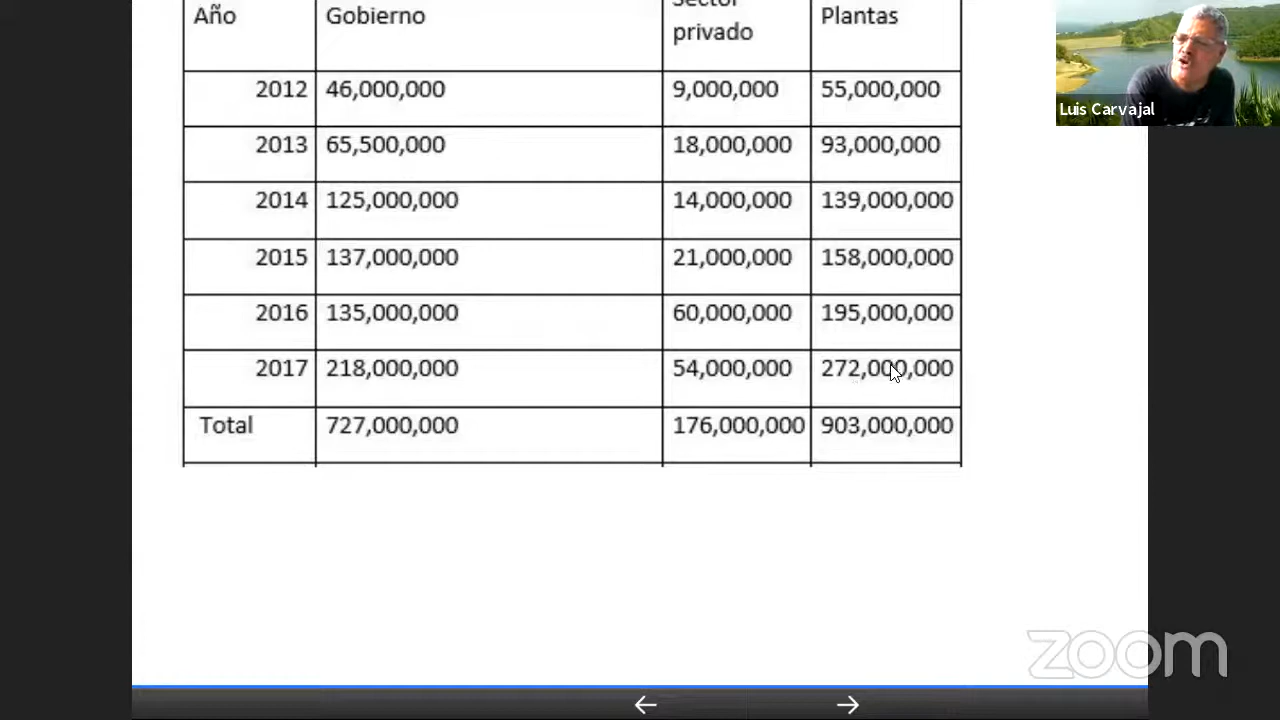 Año Gobierno Sector privado Plantas
2012 46,000,000 9,000,000 55,000,000
2013 65,500,000 18,000,000 93,000,000
2014 125,000,000 14,000,000 139,000,000
2015 137,000,000 21,000,000 158,000,000
2016 135,000,000 60,000,000 195,000,000
2017 218,000,000 54,000,000 272,000,000
Total 727,000,000 176,000,000 903,000,000
Luis Carvajal
zoom